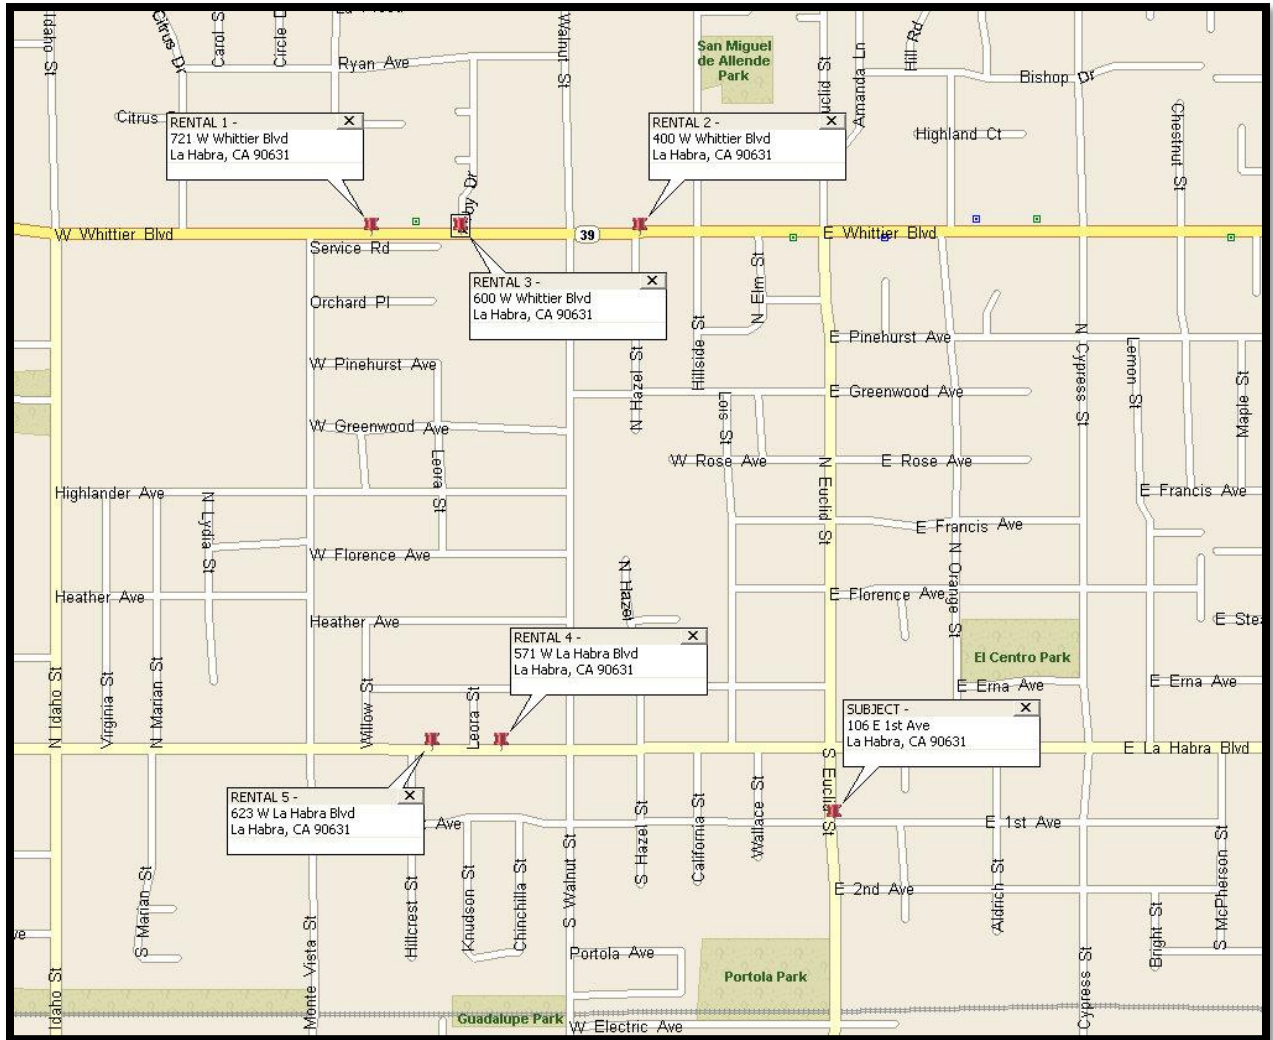 Idaho St
Citrus Dr
Carol S
Circle D
Ryan Ave
Walnut St
San Miguel
de Allende
Park
uclid St
Amanda Ln
Hill Rd
Bishop Dr
Citrus
RENTAL 1 -
721 W Whittier Blvd
La Habra, CA 90631
RENTAL 2 -
400 W Whittier Blvd
La Habra, CA 90631
Highland Ct
Chestnut St
by Dr
W Whittier Blvd
39
E Whittier Blvd
Service Rd
RENTAL 3 -
600 W Whittier Blvd
La Habra, CA 90631
N Elm St
Orchard Pl
Hillside St
N Hazel St
E Pinehurst Ave
N Cypress St
Lemon St
Maple St
W Pinehurst Ave
E Greenwood Ave
Lois St
W Greenwood Ave
Leora St
W Rose Ave
E Rose Ave
N Euclid St
Highlander Ave
N Lydia St
E Francis Ave
E Francis Ave
W Florence Ave
N Hazel
N Orange St
Heather Ave
E Florence Ave
Heather Ave
E Ste
RENTAL 4 -
571 W La Habra Blvd
La Habra, CA 90631
El Centro Park
N Idaho St
Virginia St
N Marian St
Willow St
Leora St
E Erna Ave
E Erna Ave
SUBJECT -
106 E 1st Ave
La Habra, CA 90631
E La Habra Blvd
S Euclid St
RENTAL 5 -
623 W La Habra Blvd
La Habra, CA 90631
Ave
S Hazel St
California St
Wallace St
E 1st Ave
S Marian St
Hillcrest St
Knudson St
Chinchilla St
S Walnut St
E 2nd Ave
Aldrich St
Bright St
S McPherson St
ve
Portola Ave
Portola Park
Idaho St
Monte Vista St
Guadalupe Park
W Electric Ave
Cypress St